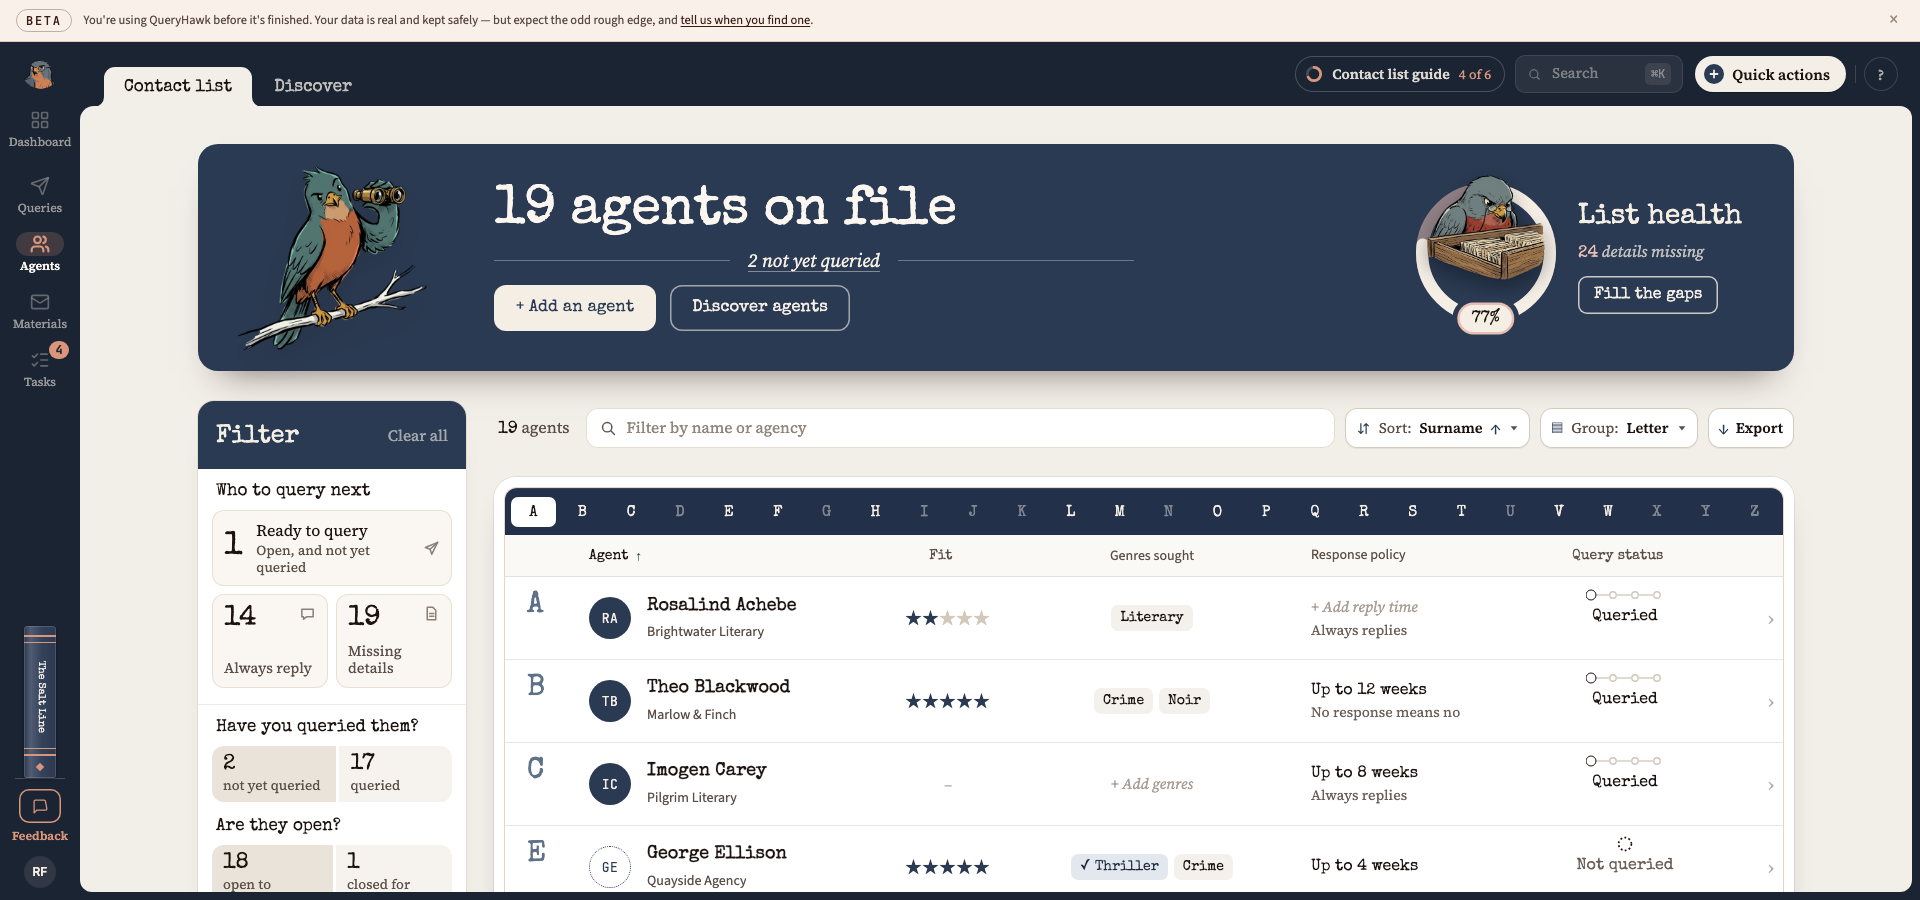 BETA You're using QueryHawk before it's finished. Your data is real and kept safely — but expect the odd rough edge, and tell us when you find one. ×
Contact list
Discover
Contact list guide 4 of 6
Search ⌘K
+ Quick actions
?
Dashboard
Queries
Agents
Materials
4
Tasks
The Salt Line
Feedback
RF
19 agents on file
2 not yet queried
+ Add an agent
Discover agents
77%
List health
24 details missing
Fill the gaps
Filter
Clear all
Who to query next
1
Ready to query
Open, and not yet
queried
14
Always reply
19
Missing
details
Have you queried them?
2
not yet queried
17
queried
Are they open?
18
open to
1
closed for
19 agents
Filter by name or agency
Sort: Surname ↑
Group: Letter
↓ Export
A B C D E F G H I J K L M N O P Q R S T U V W X Y Z
Agent ↑ Fit Genres sought Response policy Query status
A
RA
Rosalind Achebe
Brightwater Literary
★★★★★
Literary
+ Add reply time
Always replies
Queried
›
B
TB
Theo Blackwood
Marlow & Finch
★★★★★
Crime Noir
Up to 12 weeks
No response means no
Queried
›
C
IC
Imogen Carey
Pilgrim Literary
–
+ Add genres
Up to 8 weeks
Always replies
Queried
›
E
GE
George Ellison
Quayside Agency
★★★★★
✓ Thriller Crime
Up to 4 weeks
Not queried
›